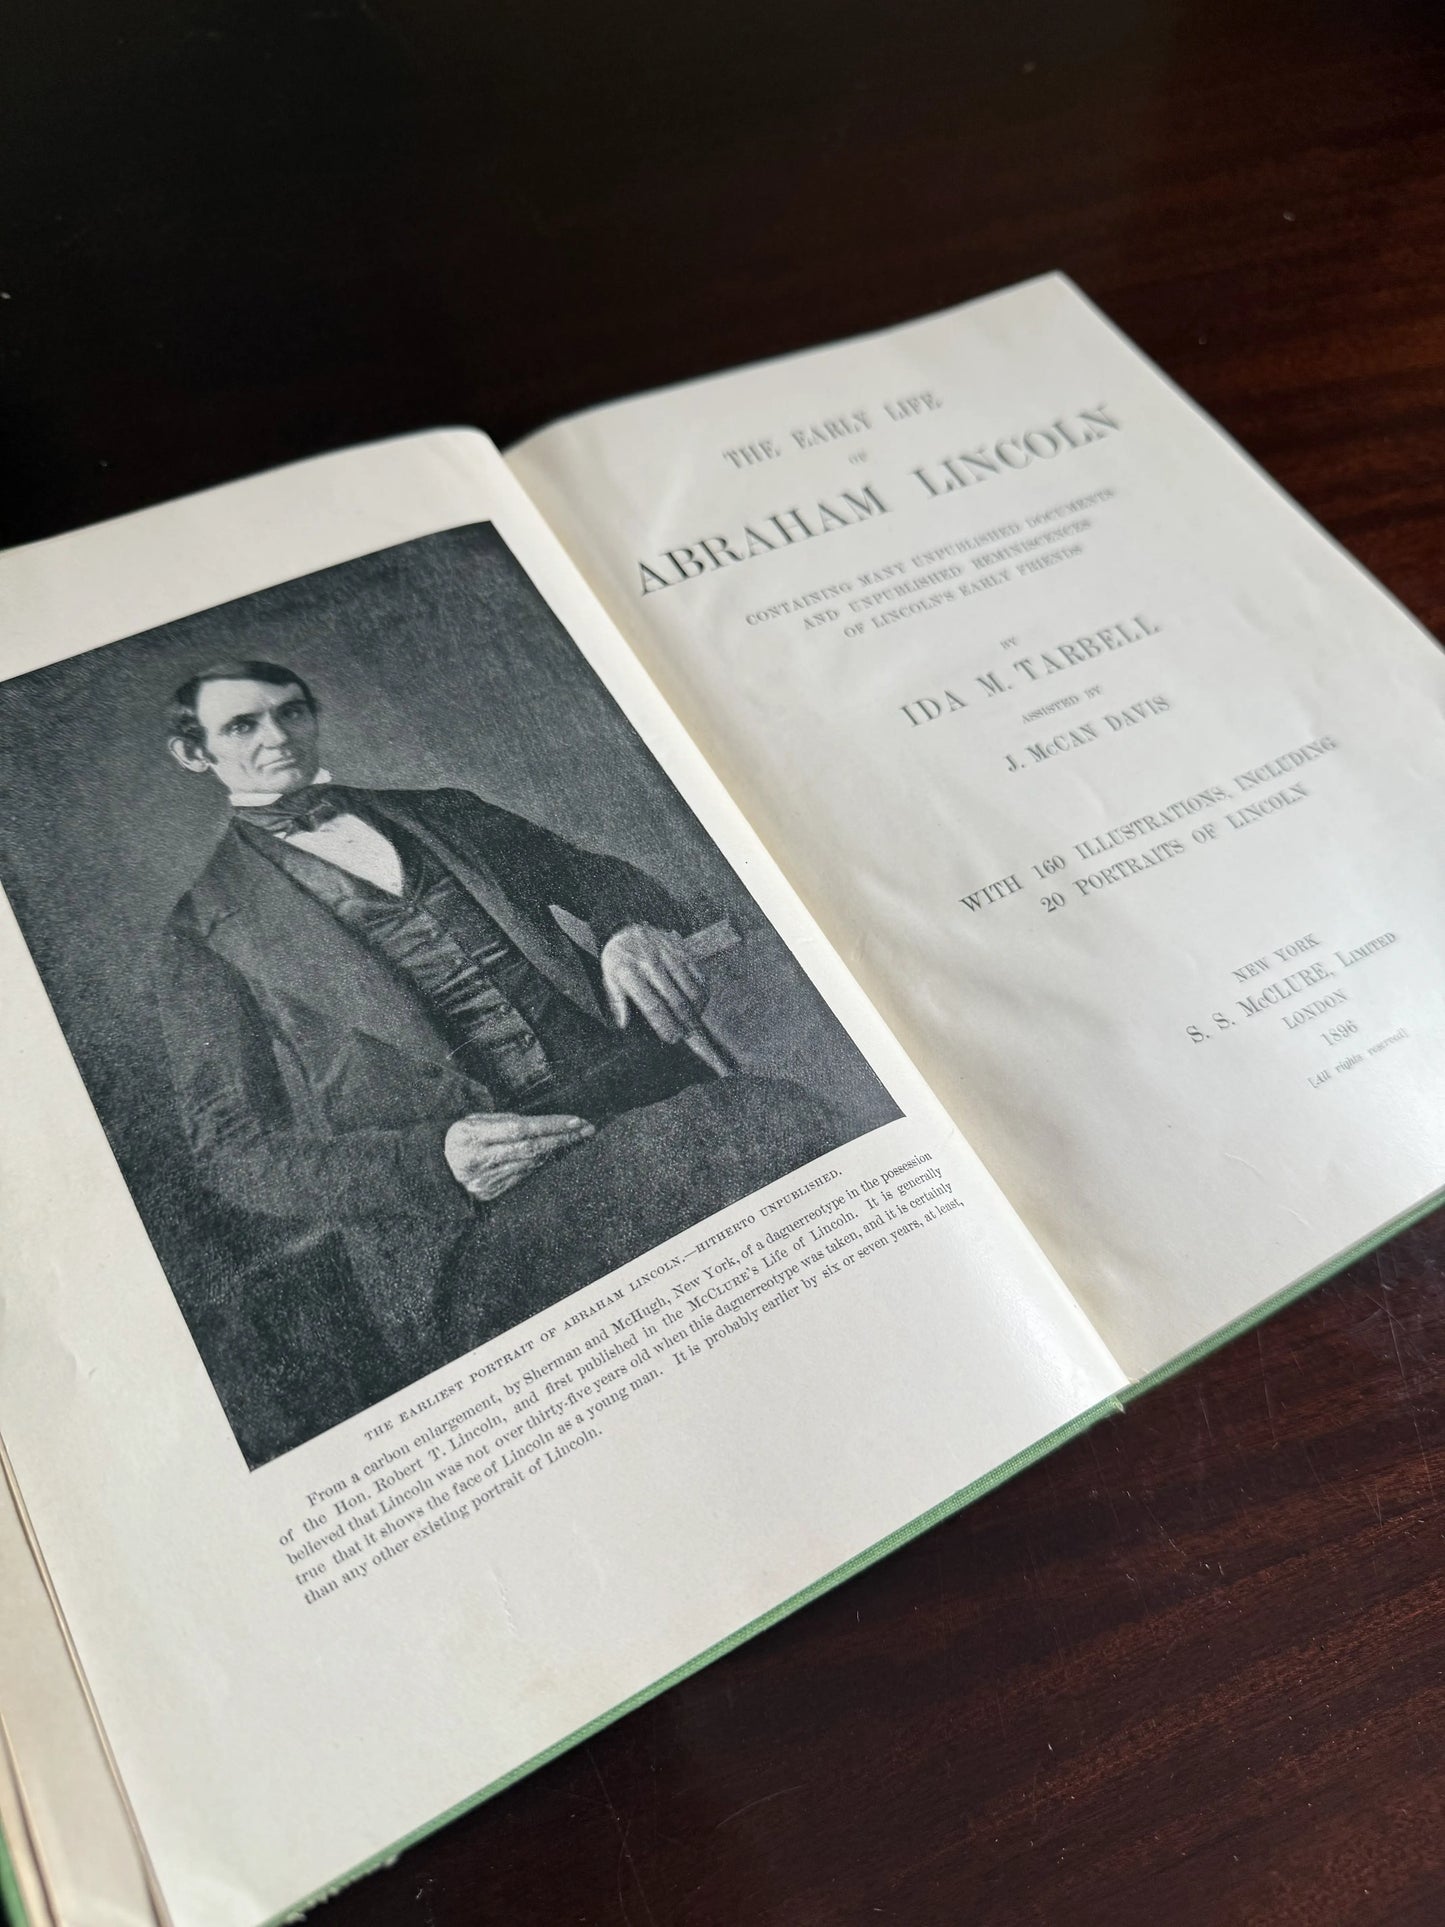 THE EARLIEST PORTRAIT OF ABRAHAM LINCOLN.—HITHERTO UNPUBLISHED.
From a carbon enlargement, by Sherman and McHugh, New York, of a daguerreotype in the possession
of the Hon. Robert T. Lincoln, and first published in the McCLURE'S Life of Lincoln. It is generally
believed that Lincoln was not over thirty-five years old when this daguerreotype was taken, and it is certainly
true that it shows the face of Lincoln as a young man. It is probably earlier by six or seven years, at least,
than any other existing portrait of Lincoln.
THE EARLY LIFE
OF
ABRAHAM LINCOLN
CONTAINING MANY UNPUBLISHED DOCUMENTS
AND UNPUBLISHED REMINISCENCES
OF LINCOLN'S EARLY FRIENDS
BY
IDA M. TARBELL
ASSISTED BY
J. McCAN DAVIS
WITH 160 ILLUSTRATIONS, INCLUDING
20 PORTRAITS OF LINCOLN
NEW YORK
S. S. McCLURE, LIMITED
LONDON
1896
[All rights reserved]